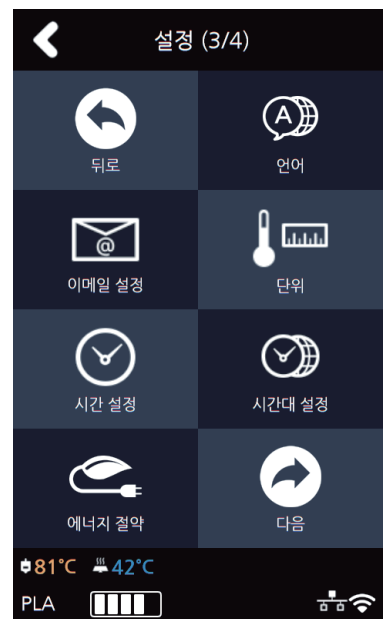 설정 (3/4)
뒤로
A
언어
@
이메일 설정
단위
시간 설정
시간대 설정
에너지 절약
다음
81°C 42°C
PLA